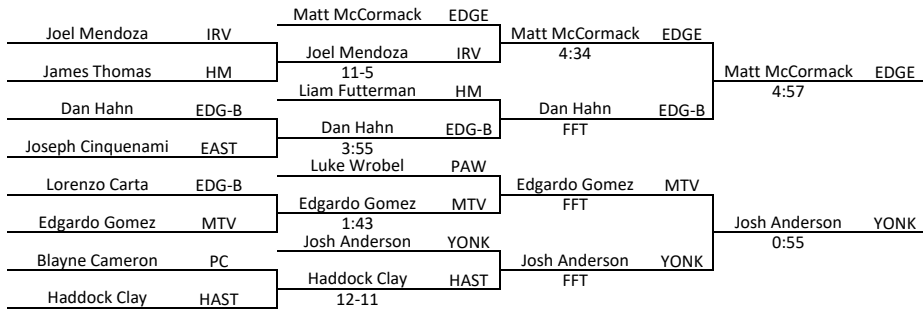 Matt McCormack EDGE
Joel Mendoza IRV
Matt McCormack EDGE
Joel Mendoza IRV
4:34
James Thomas HM
11-5
Matt McCormack EDGE
Liam Futterman HM
4:57
Dan Hahn EDG-B
Dan Hahn EDG-B
Dan Hahn EDG-B
FFT
Joseph Cinquenami EAST
3:55
Luke Wrobel PAW
Lorenzo Carta EDG-B
Edgardo Gomez MTV
Edgardo Gomez MTV
FFT
Edgardo Gomez MTV
1:43
Josh Anderson YONK
Josh Anderson YONK
0:55
Blayne Cameron PC
Josh Anderson YONK
Haddock Clay HAST
FFT
Haddock Clay HAST
12-11